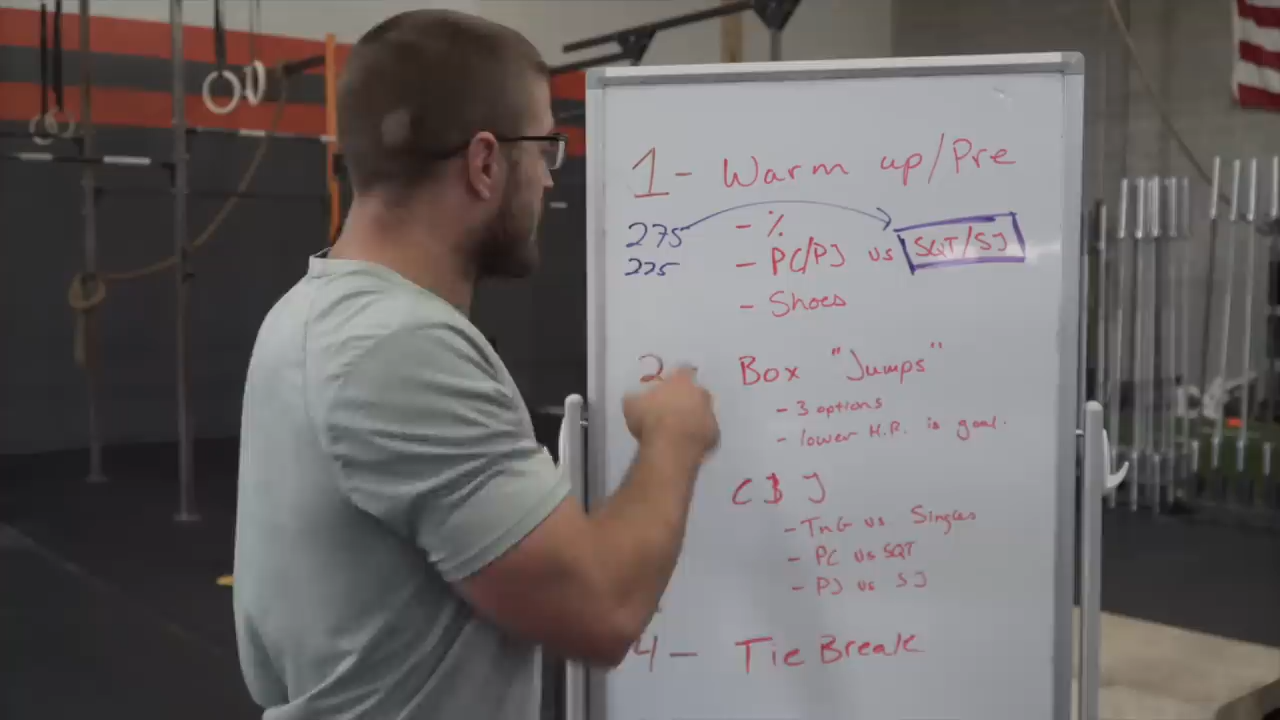 1- Warm up/Pre
275 - %
225 - PC/PJ vs SQT/SJ
- Shoes
2- Box "Jumps"
- 3 options
- lower H.R. is goal.
C & J
- TnG vs Singles
- PC vs SQT
- PJ vs SJ
4- Tie Break